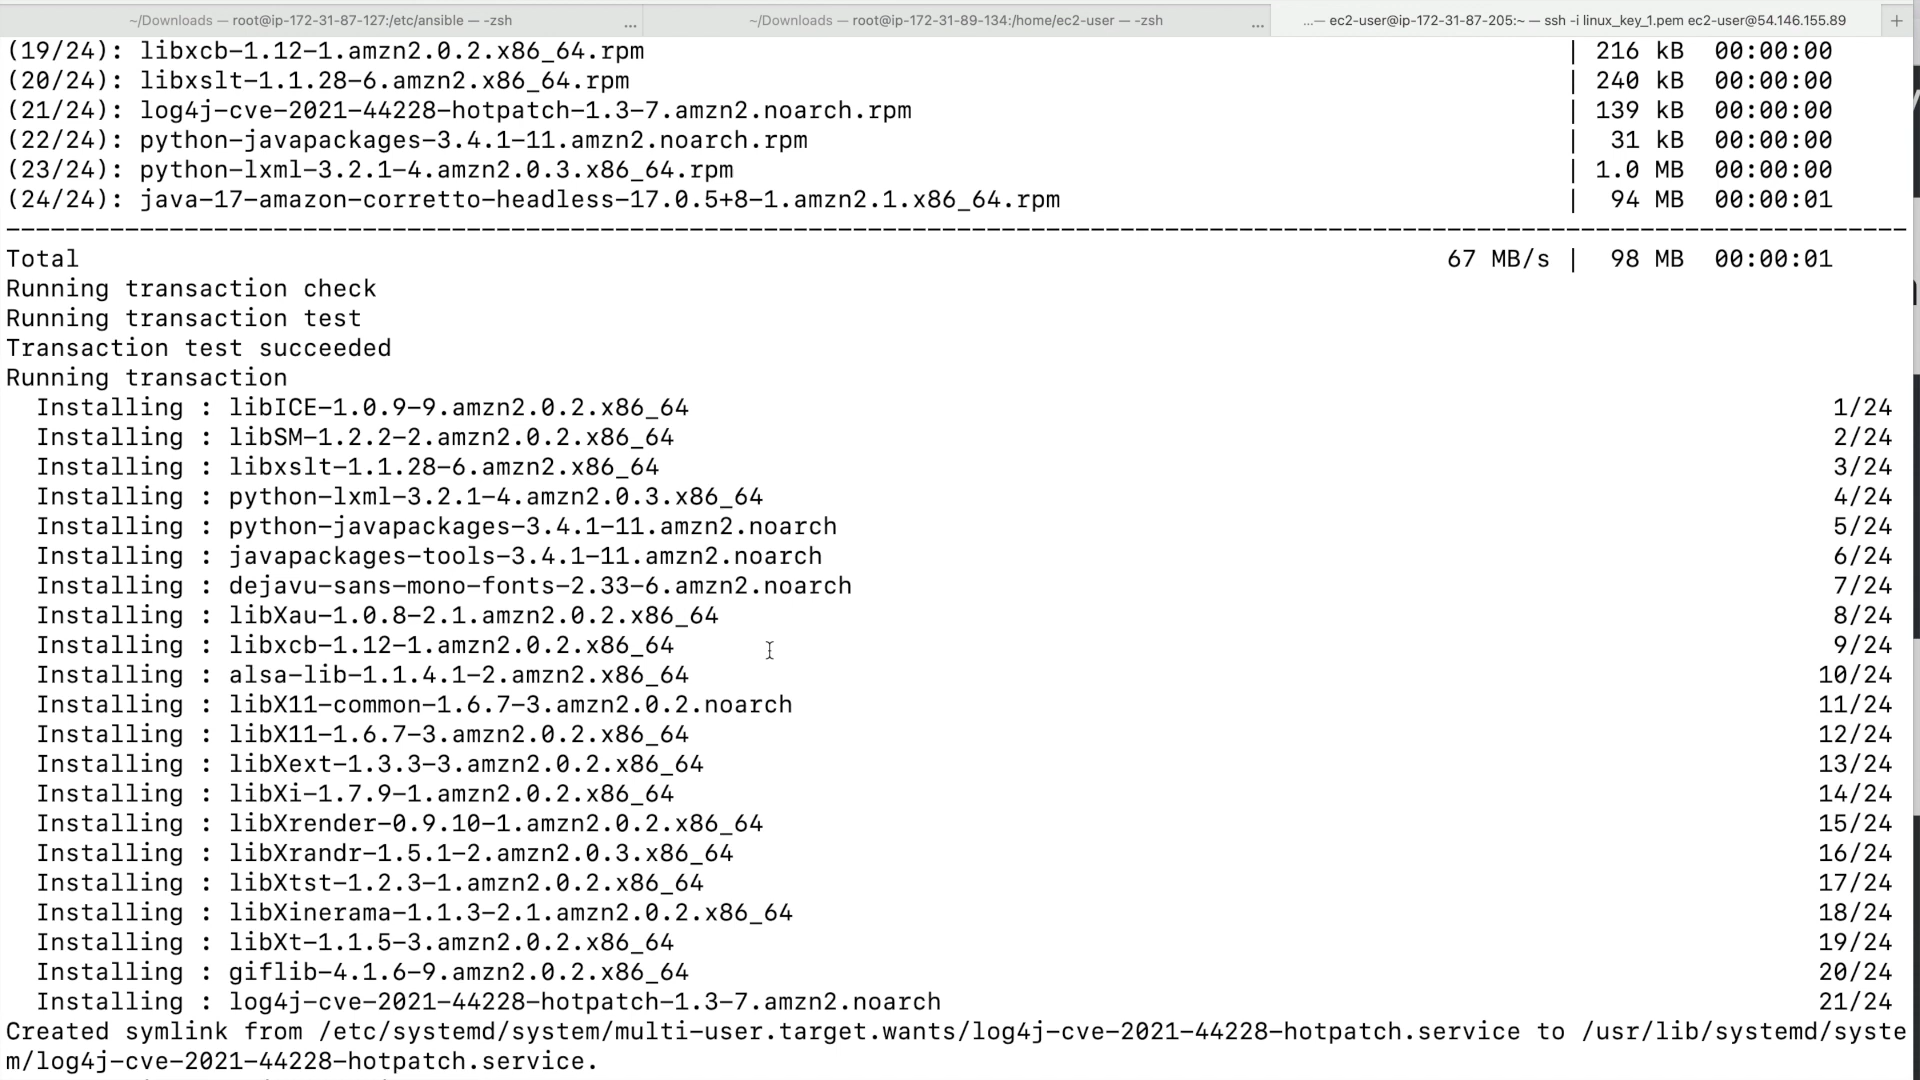 ~/Downloads — root@ip-172-31-87-127:/etc/ansible — -zsh ... ~/Downloads — root@ip-172-31-89-134:/home/ec2-user — -zsh ... ...— ec2-user@ip-172-31-87-205:~ — ssh -i linux_key_1.pem ec2-user@54.146.155.89 +
(19/24): libxcb-1.12-1.amzn2.0.2.x86_64.rpm | 216 kB 00:00:00
(20/24): libxslt-1.1.28-6.amzn2.x86_64.rpm | 240 kB 00:00:00
(21/24): log4j-cve-2021-44228-hotpatch-1.3-7.amzn2.noarch.rpm | 139 kB 00:00:00
(22/24): python-javapackages-3.4.1-11.amzn2.noarch.rpm | 31 kB 00:00:00
(23/24): python-lxml-3.2.1-4.amzn2.0.3.x86_64.rpm | 1.0 MB 00:00:00
(24/24): java-17-amazon-corretto-headless-17.0.5+8-1.amzn2.1.x86_64.rpm | 94 MB 00:00:01
--------------------------------------------------------------------------------------------------------------------------------
Total 67 MB/s | 98 MB 00:00:01
Running transaction check
Running transaction test
Transaction test succeeded
Running transaction
Installing : libICE-1.0.9-9.amzn2.0.2.x86_64 1/24
Installing : libSM-1.2.2-2.amzn2.0.2.x86_64 2/24
Installing : libxslt-1.1.28-6.amzn2.x86_64 3/24
Installing : python-lxml-3.2.1-4.amzn2.0.3.x86_64 4/24
Installing : python-javapackages-3.4.1-11.amzn2.noarch 5/24
Installing : javapackages-tools-3.4.1-11.amzn2.noarch 6/24
Installing : dejavu-sans-mono-fonts-2.33-6.amzn2.noarch 7/24
Installing : libXau-1.0.8-2.1.amzn2.0.2.x86_64 8/24
Installing : libxcb-1.12-1.amzn2.0.2.x86_64 9/24
Installing : alsa-lib-1.1.4.1-2.amzn2.x86_64 10/24
Installing : libX11-common-1.6.7-3.amzn2.0.2.noarch 11/24
Installing : libX11-1.6.7-3.amzn2.0.2.x86_64 12/24
Installing : libXext-1.3.3-3.amzn2.0.2.x86_64 13/24
Installing : libXi-1.7.9-1.amzn2.0.2.x86_64 14/24
Installing : libXrender-0.9.10-1.amzn2.0.2.x86_64 15/24
Installing : libXrandr-1.5.1-2.amzn2.0.3.x86_64 16/24
Installing : libXtst-1.2.3-1.amzn2.0.2.x86_64 17/24
Installing : libXinerama-1.1.3-2.1.amzn2.0.2.x86_64 18/24
Installing : libXt-1.1.5-3.amzn2.0.2.x86_64 19/24
Installing : giflib-4.1.6-9.amzn2.0.2.x86_64 20/24
Installing : log4j-cve-2021-44228-hotpatch-1.3-7.amzn2.noarch 21/24
Created symlink from /etc/systemd/system/multi-user.target.wants/log4j-cve-2021-44228-hotpatch.service to /usr/lib/systemd/syste
m/log4j-cve-2021-44228-hotpatch.service.